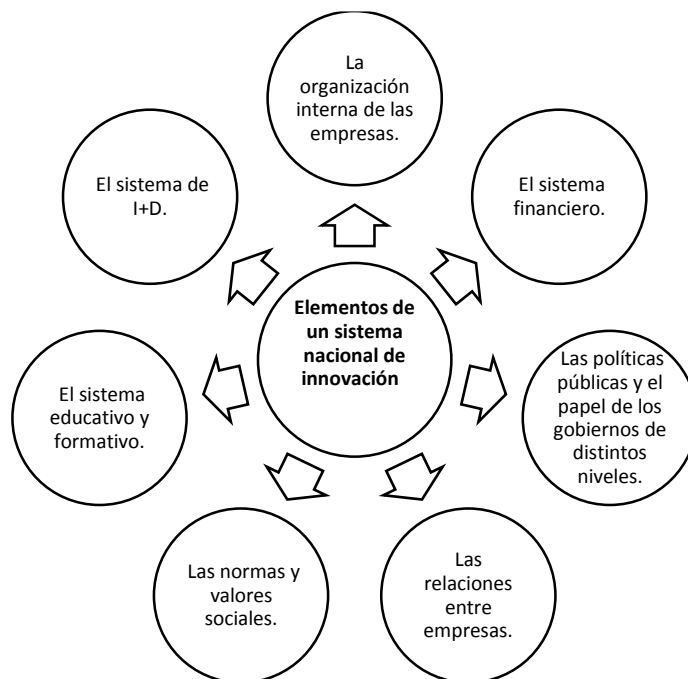 La
organización
interna de las
empresas.
El sistema
financiero.
Las políticas
públicas y el
papel de los
gobiernos de
distintos
niveles.
Las
relaciones
entre
empresas.
Las normas y
valores
sociales.
El sistema
educativo y
formativo.
El sistema de
I+D.
Elementos de
un sistema
nacional de
innovación